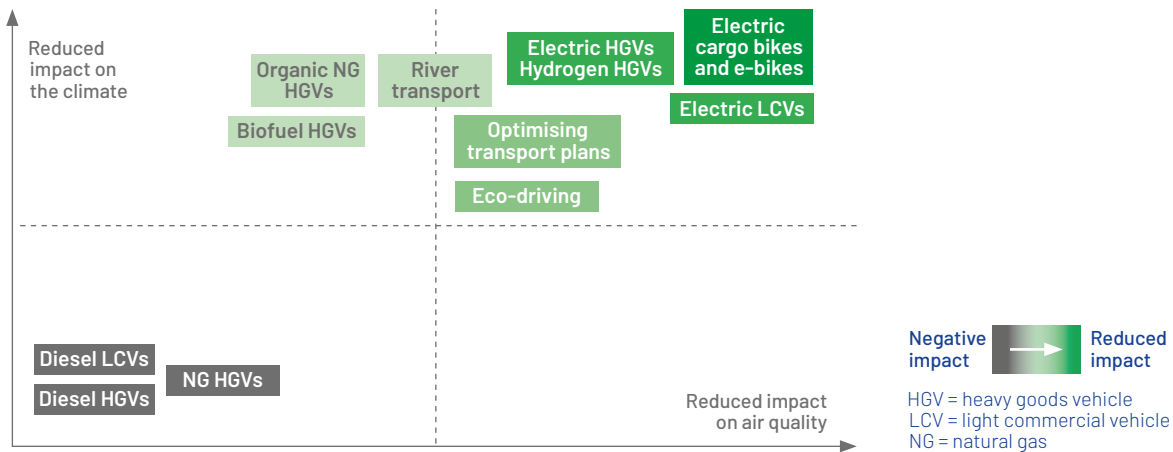 Reduced
impact on
the climate
Organic NG
HGVs
River
transport
Electric HGVs
Hydrogen HGVs
Electric
cargo bikes
and e-bikes
Biofuel HGVs
Electric LCVs
Optimising
transport plans
Eco-driving
Diesel LCVs
Diesel HGVs
NG HGVs
Reduced impact
on air quality
Negative
impact
Reduced
impact
HGV = heavy goods vehicle
LCV = light commercial vehicle
NG = natural gas